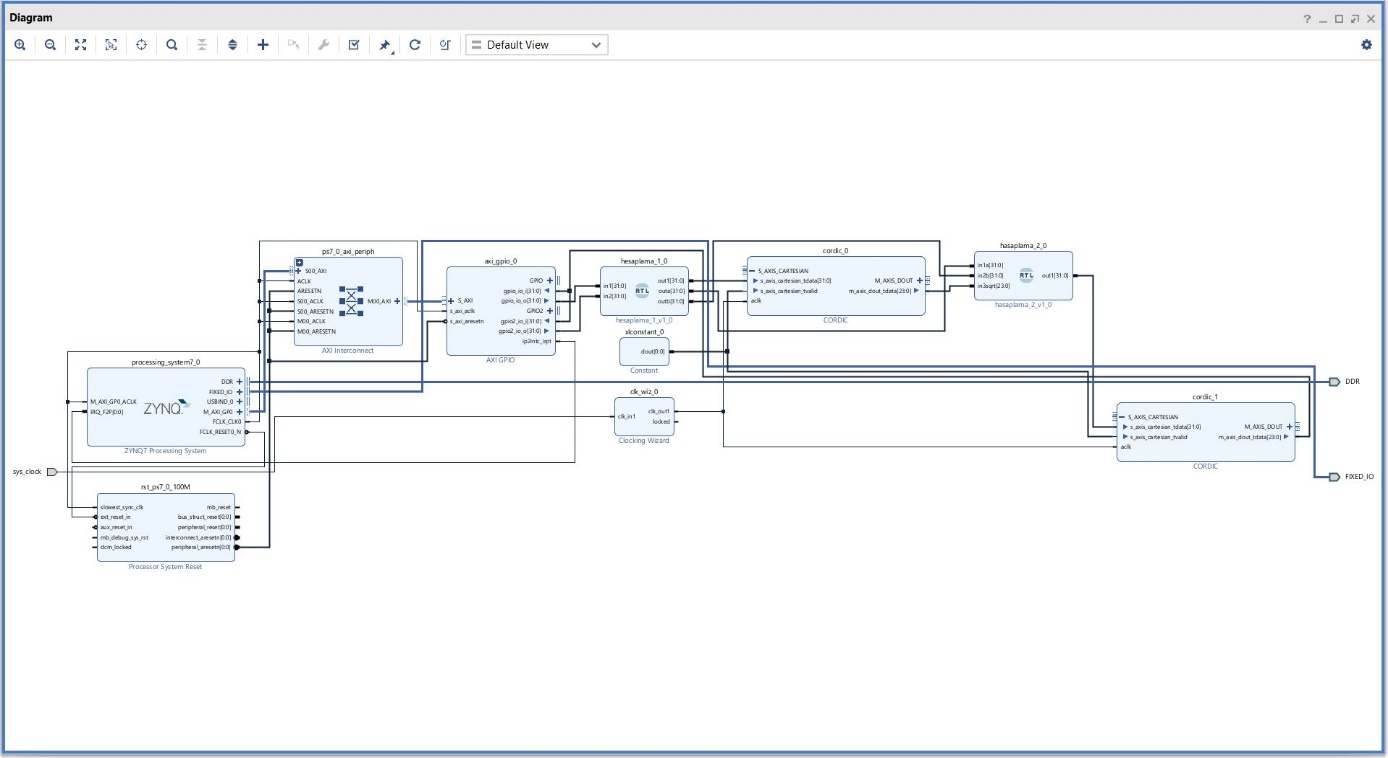 Diagram
Default View
ps7_0_axi_periph
S00_AXI
ACLK
ARESETN
S00_ACLK
S00_ARESETN
M00_ACLK
M00_ARESETN
M00_AXI
AXI Interconnect
axi_gpio_0
S_AXI
s_axi_aclk
s_axi_aresetn
GPIO
gpio_io_i[31:0]
gpio_io_o[31:0]
GPIO2
gpio2_io_i[31:0]
gpio2_io_o[31:0]
ip2intc_irpt
AXI GPIO
hesaplama_1_0
in1[31:0]
in2[31:0]
out1[31:0]
outa[31:0]
outb[31:0]
RTL
hesaplama_1_v1_0
xlconstant_0
dout[0:0]
Constant
clk_wiz_0
clk_in1
clk_out1
locked
Clocking Wizard
cordic_0
S_AXIS_CARTESIAN
s_axis_cartesian_tdata[31:0]
s_axis_cartesian_tvalid
aclk
M_AXIS_DOUT
m_axis_dout_tdata[23:0]
CORDIC
hasaplama_2_0
in1a[31:0]
in2b[31:0]
in3sqrt[23:0]
out1[31:0]
RTL
hasaplama_2_v1_0
processing_system7_0
M_AXI_GP0_ACLK
IRQ_F2P[0:0]
ZYNQ
DDR
FIXED_IO
USBIND_0
M_AXI_GP0
FCLK_CLK0
FCLK_RESET0_N
ZYNQ7 Processing System
cordic_1
S_AXIS_CARTESIAN
s_axis_cartesian_tdata[31:0]
s_axis_cartesian_tvalid
aclk
M_AXIS_DOUT
m_axis_dout_tdata[23:0]
CORDIC
DDR
FIXED_IO
sys_clock
rst_ps7_0_100M
slowest_sync_clk
ext_reset_in
aux_reset_in
mb_debug_sys_rst
dcm_locked
mb_reset
bus_struct_reset[0:0]
peripheral_reset[0:0]
interconnect_aresetn[0:0]
peripheral_aresetn[0:0]
Processor System Reset